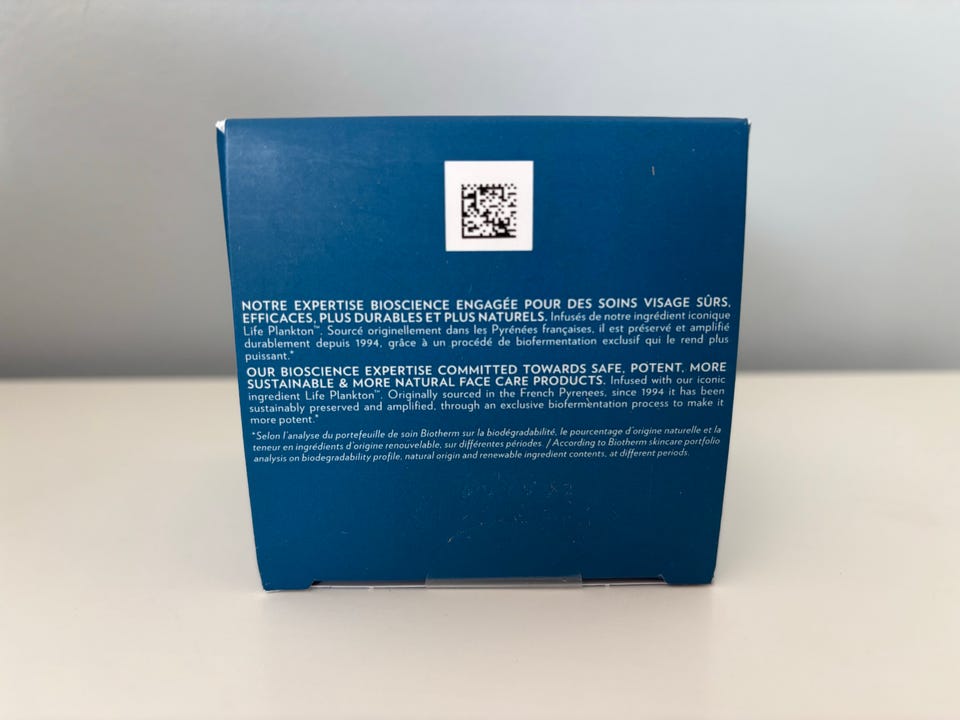 NOTRE EXPERTISE BIOSCIENCE ENGAGÉE POUR DES SOINS VISAGE SÛRS,
EFFICACES, PLUS DURABLES ET PLUS NATURELS. Infusés de notre ingrédient iconique
Life Plankton™. Sourcé originellement dans les Pyrénées françaises, il est préservé et amplifié
durablement depuis 1994, grâce à un procédé de biofermentation exclusif qui le rend plus
puissant.*
OUR BIOSCIENCE EXPERTISE COMMITTED TOWARDS SAFE, POTENT, MORE
SUSTAINABLE & MORE NATURAL FACE CARE PRODUCTS. Infused with our iconic
ingredient Life Plankton™. Originally sourced in the French Pyrenees, since 1994 it has been
sustainably preserved and amplified, through an exclusive biofermentation process to make it
more potent.*
*Selon l'analyse du portefeuille de soin Biotherm sur la biodégradabilité, le pourcentage d'origine naturelle et la
teneur en ingrédients d'origine renouvelable, sur différentes périodes. / According to Biotherm skincare portfolio
analysis on biodegradability profile, natural origin and renewable ingredient contents, at different periods.